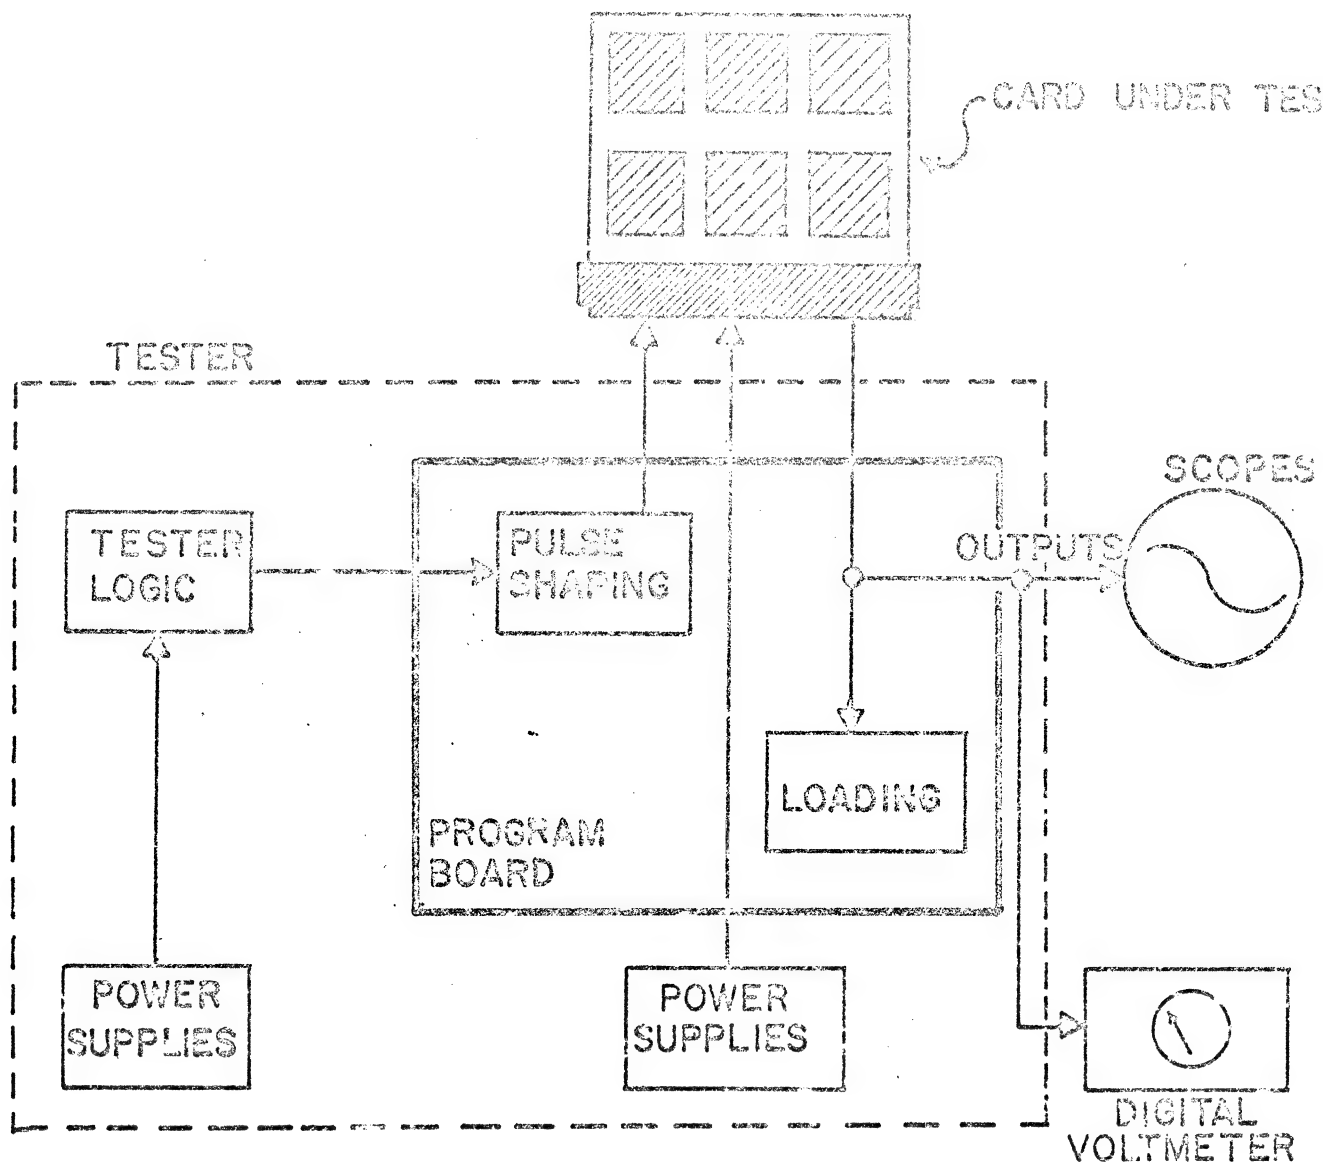 CARD UNDER TES
TESTER
SCOPES
TESTER
LOGIC
PULSE
SHAPING
OUTPUTS
LOADING
PROGRAM
BOARD
POWER
SUPPLIES
POWER
SUPPLIES
DIGITAL
VOLTMETER